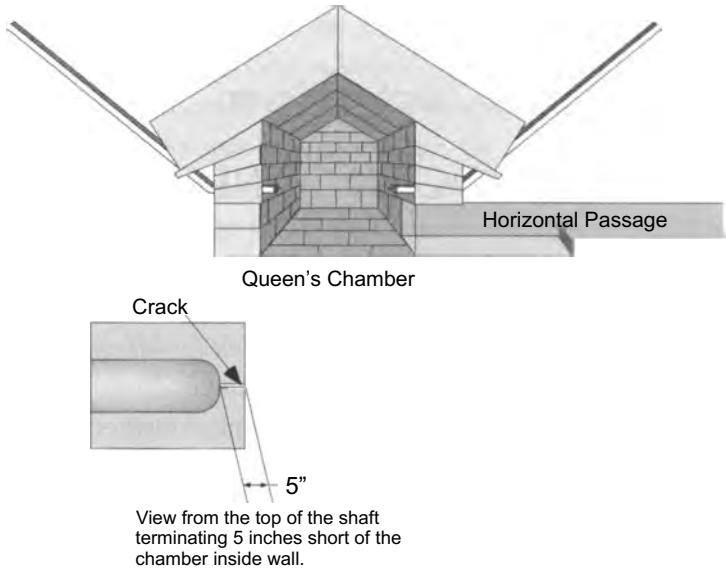 Horizontal Passage
Queen’s Chamber
Crack
5”
View from the top of the shaft
terminating 5 inches short of the
chamber inside wall.